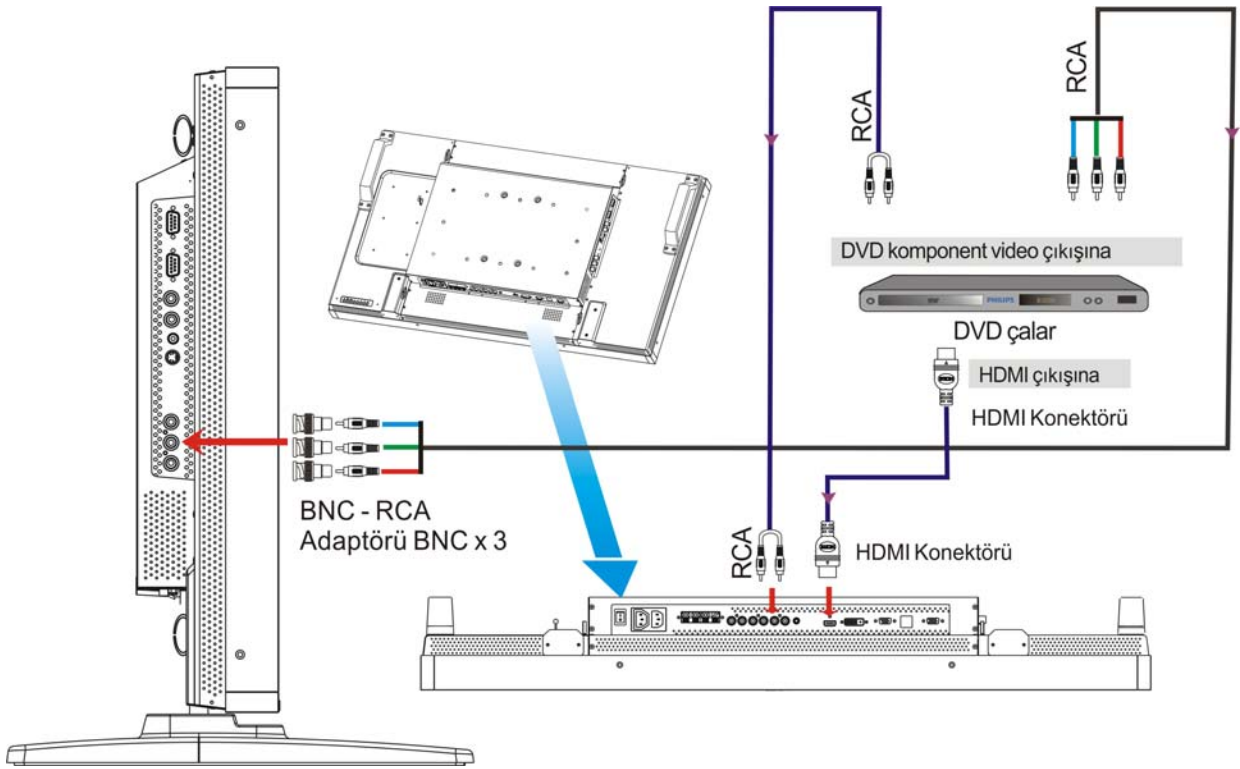 RCA
RCA
DVD komponent video çıkışına
PHILIPS
DVD çalar
HDMI çıkışına
HDMI Konektörü
BNC - RCA
Adaptörü BNC x 3
RCA
HDMI Konektörü